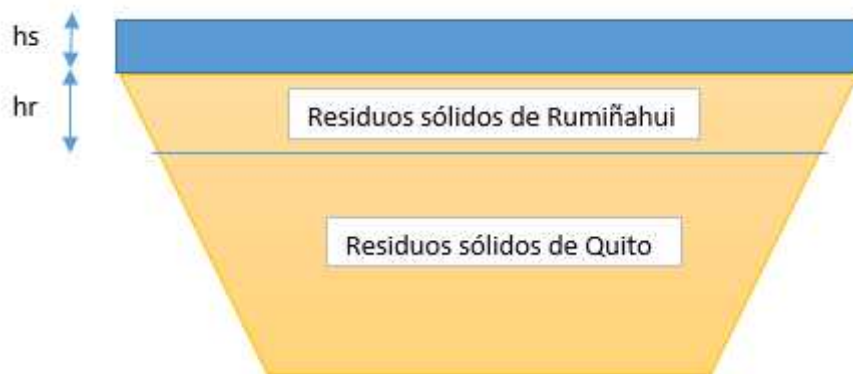 hs
hr
Residuos sólidos de Rumiñahui
Residuos sólidos de Quito